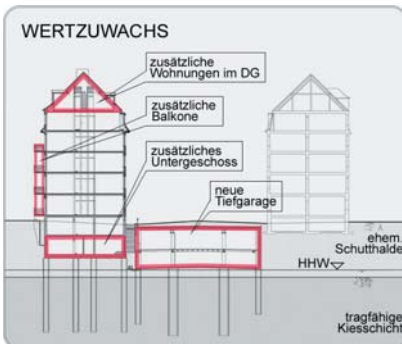 WERTZUWACHS
zusätzliche
Wohnungen im DG
zusätzliche
Balkone
zusätzliches
Untergeschoss
neue
Tiefgarage
ehem.
Schutthalde
HHW
tragfähige
Kiesschicht